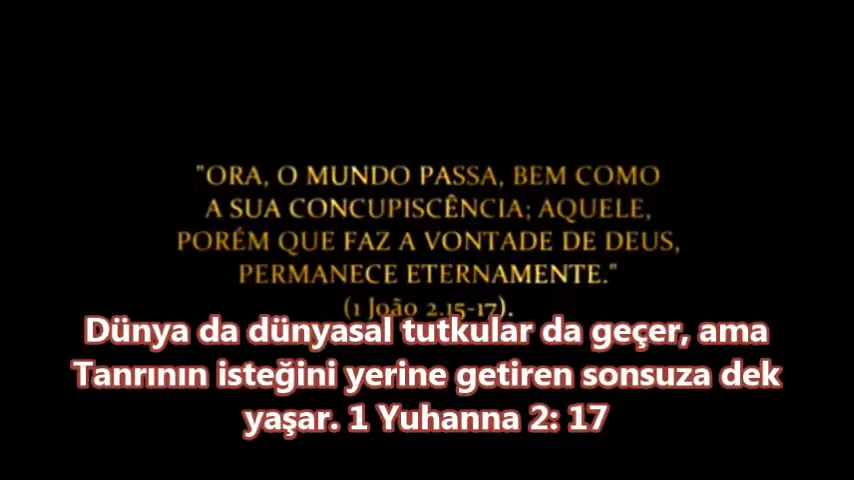 "ORA, O MUNDO PASSA, BEM COMO
A SUA CONCUPISCÊNCIA; AQUELE,
PORÉM QUE FAZ A VONTADE DE DEUS,
PERMANECE ETERNAMENTE."
(1 João 2.15-17).
Dünya da dünyasal tutkular da geçer, ama
Tanrının isteğini yerine getiren sonsuza dek
yaşar. 1 Yuhanna 2: 17